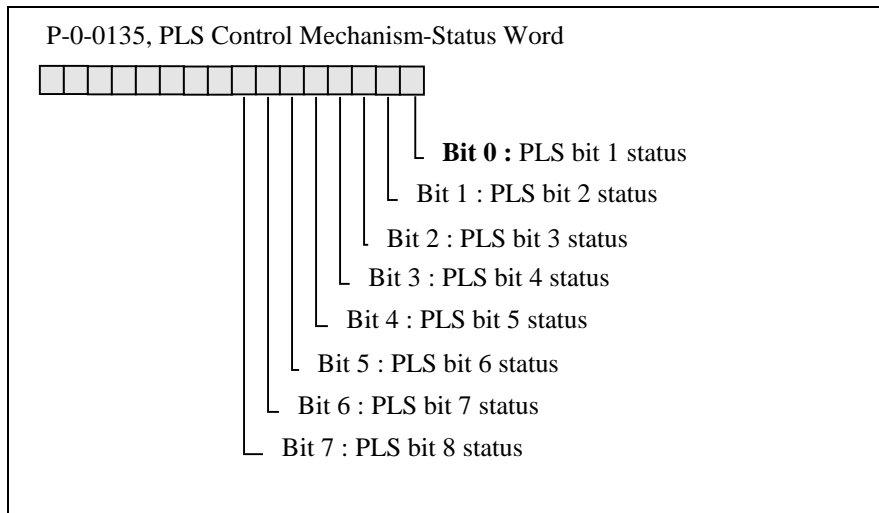 P-0-0135, PLS Control Mechanism-Status Word
Bit 0 : PLS bit 1 status
Bit 1 : PLS bit 2 status
Bit 2 : PLS bit 3 status
Bit 3 : PLS bit 4 status
Bit 4 : PLS bit 5 status
Bit 5 : PLS bit 6 status
Bit 6 : PLS bit 7 status
Bit 7 : PLS bit 8 status